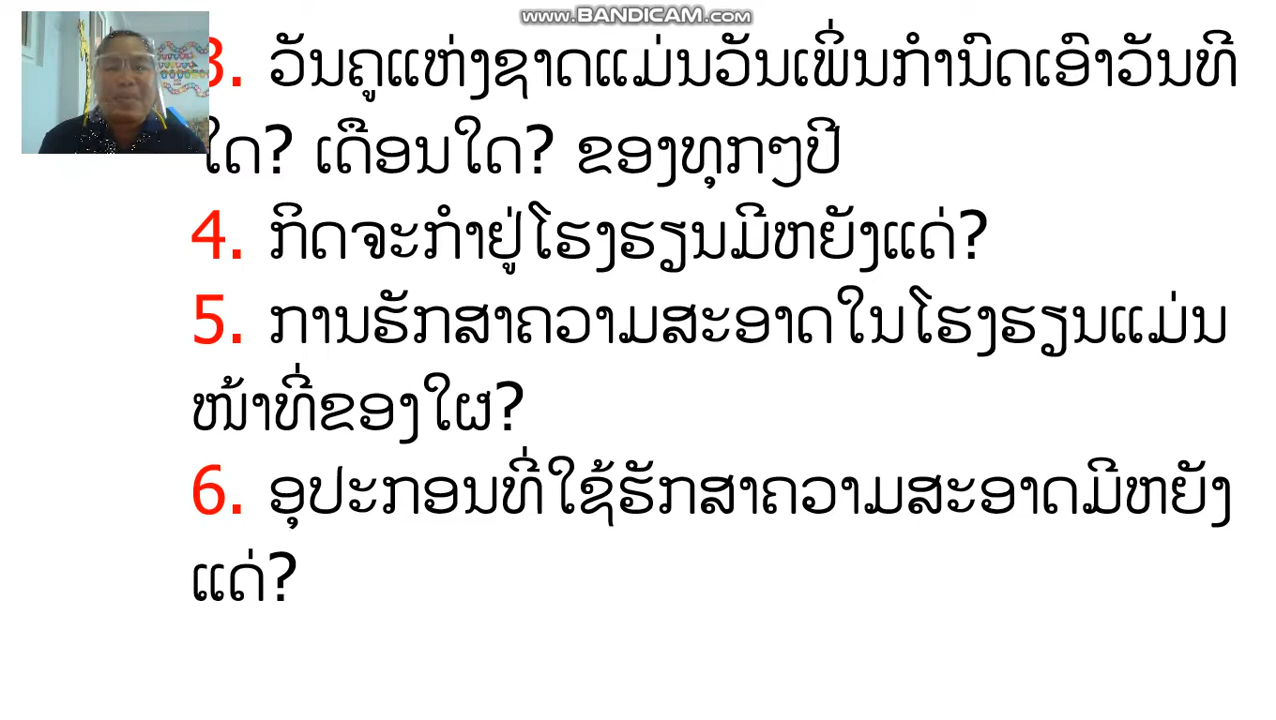 www.BANDICAM.com
3. ວັນຄູແຫ່ງຊາດແມ່ນວັນເພິ່ນກຳນົດເອົາວັນທີ
ໃດ? ເດືອນໃດ? ຂອງທຸກໆປີ
4. ກິດຈະກຳຢູ່ໂຮງຮຽນມີຫຍັງແດ່?
5. ການຮັກສາຄວາມສະອາດໃນໂຮງຮຽນແມ່ນ
ໜ້າທີ່ຂອງໃຜ?
6. ອຸປະກອນທີ່ໃຊ້ຮັກສາຄວາມສະອາດມີຫຍັງ
ແດ່?